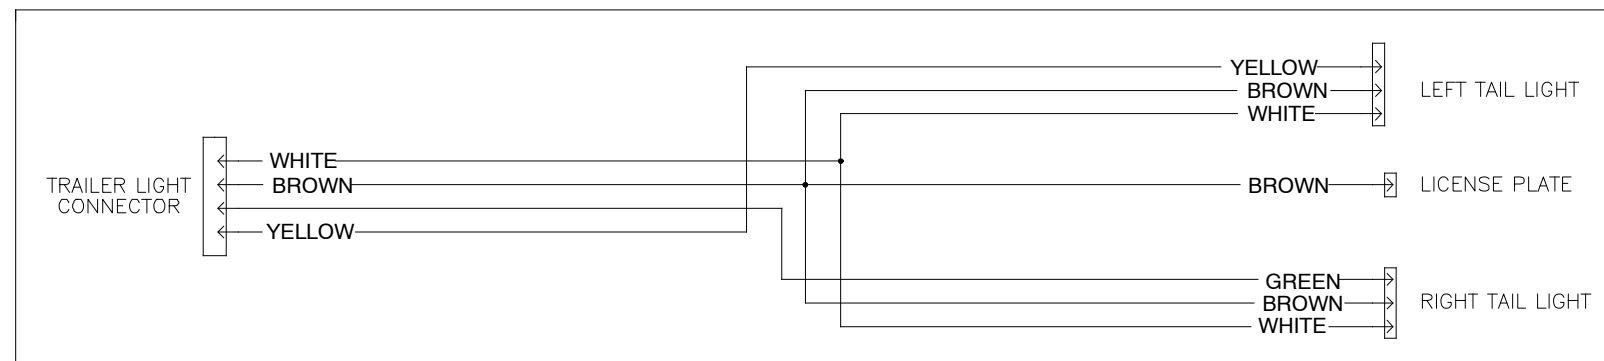 YELLOW
BROWN
WHITE
LEFT TAIL LIGHT
WHITE
BROWN
YELLOW
TRAILER LIGHT
CONNECTOR
BROWN
LICENSE PLATE
GREEN
BROWN
WHITE
RIGHT TAIL LIGHT